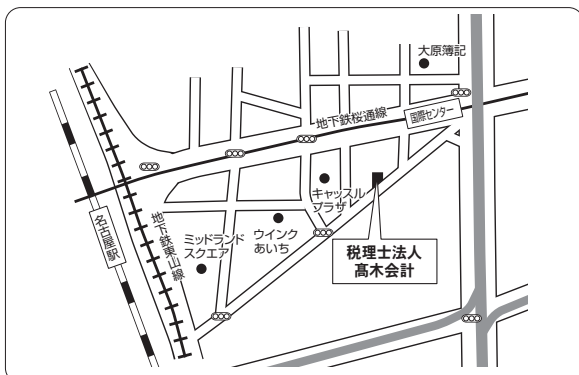 大原簿記
国際センター
地下鉄桜通線
キャッスル
プラザ
名古屋駅
地下鉄東山線
ミッドランド
スクエア
ウインク
あいち
税理士法人
髙木会計